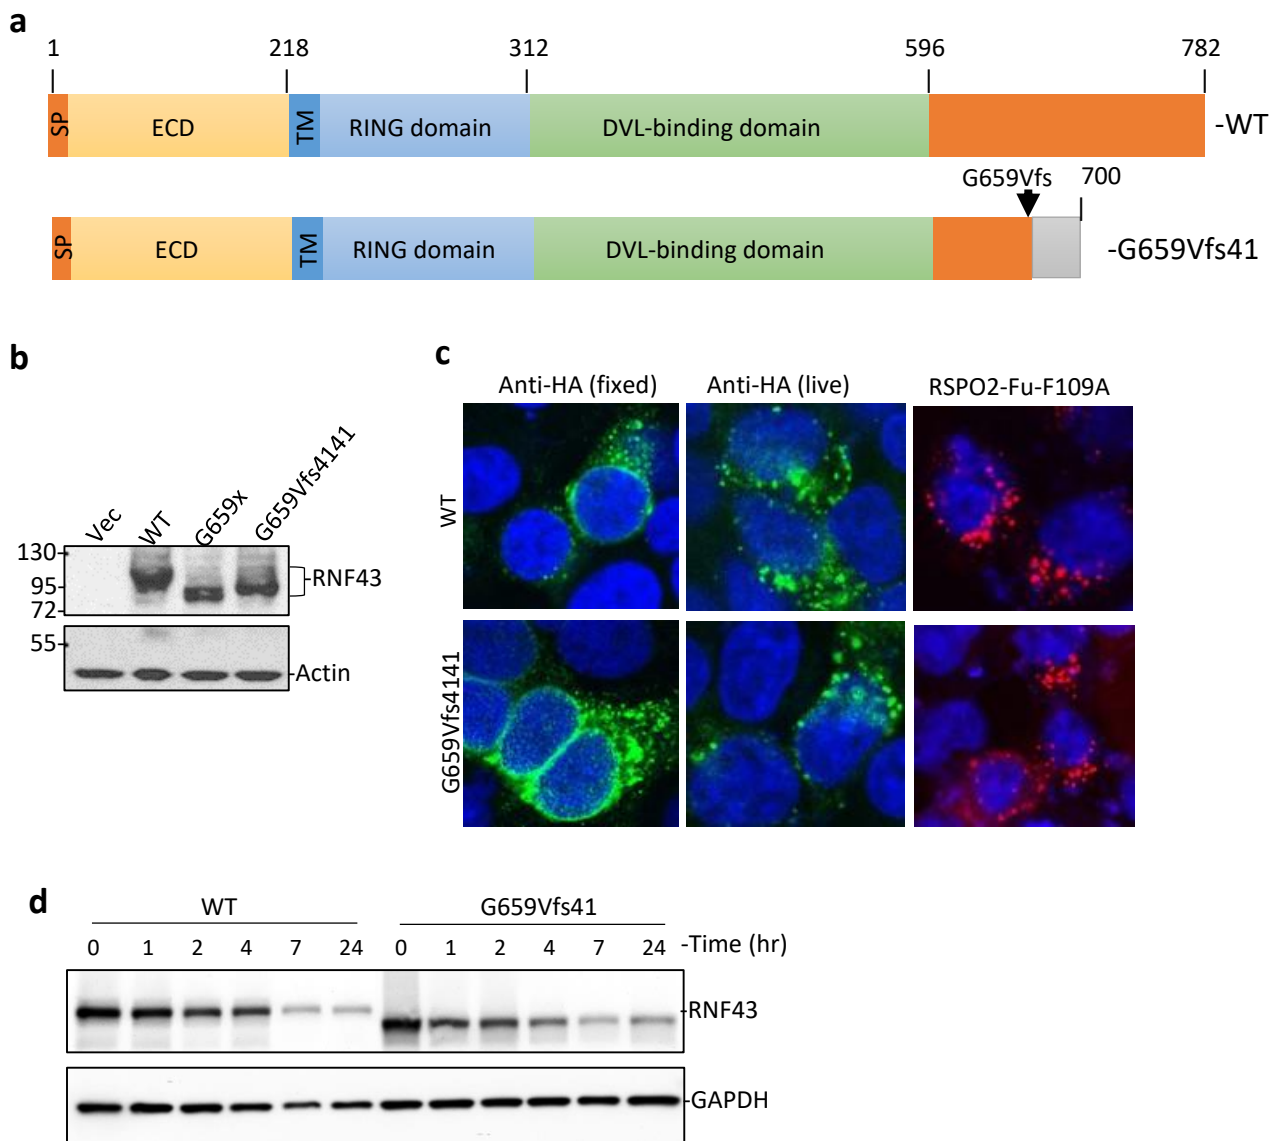 a
1 218 312 596 782
SP ECD TM RING domain DVL-binding domain -WT
G659Vfs 700
SP ECD TM RING domain DVL-binding domain -G659Vfs41
b
Vec WT G659x G659Vfs4141
130-
95-
72-
-RNF43
55-
-Actin
c
Anti-HA (fixed) Anti-HA (live) RSPO2-Fu-F109A
WT
G659Vfs4141
d
WT G659Vfs41
0 1 2 4 7 24 0 1 2 4 7 24 -Time (hr)
-RNF43
-GAPDH